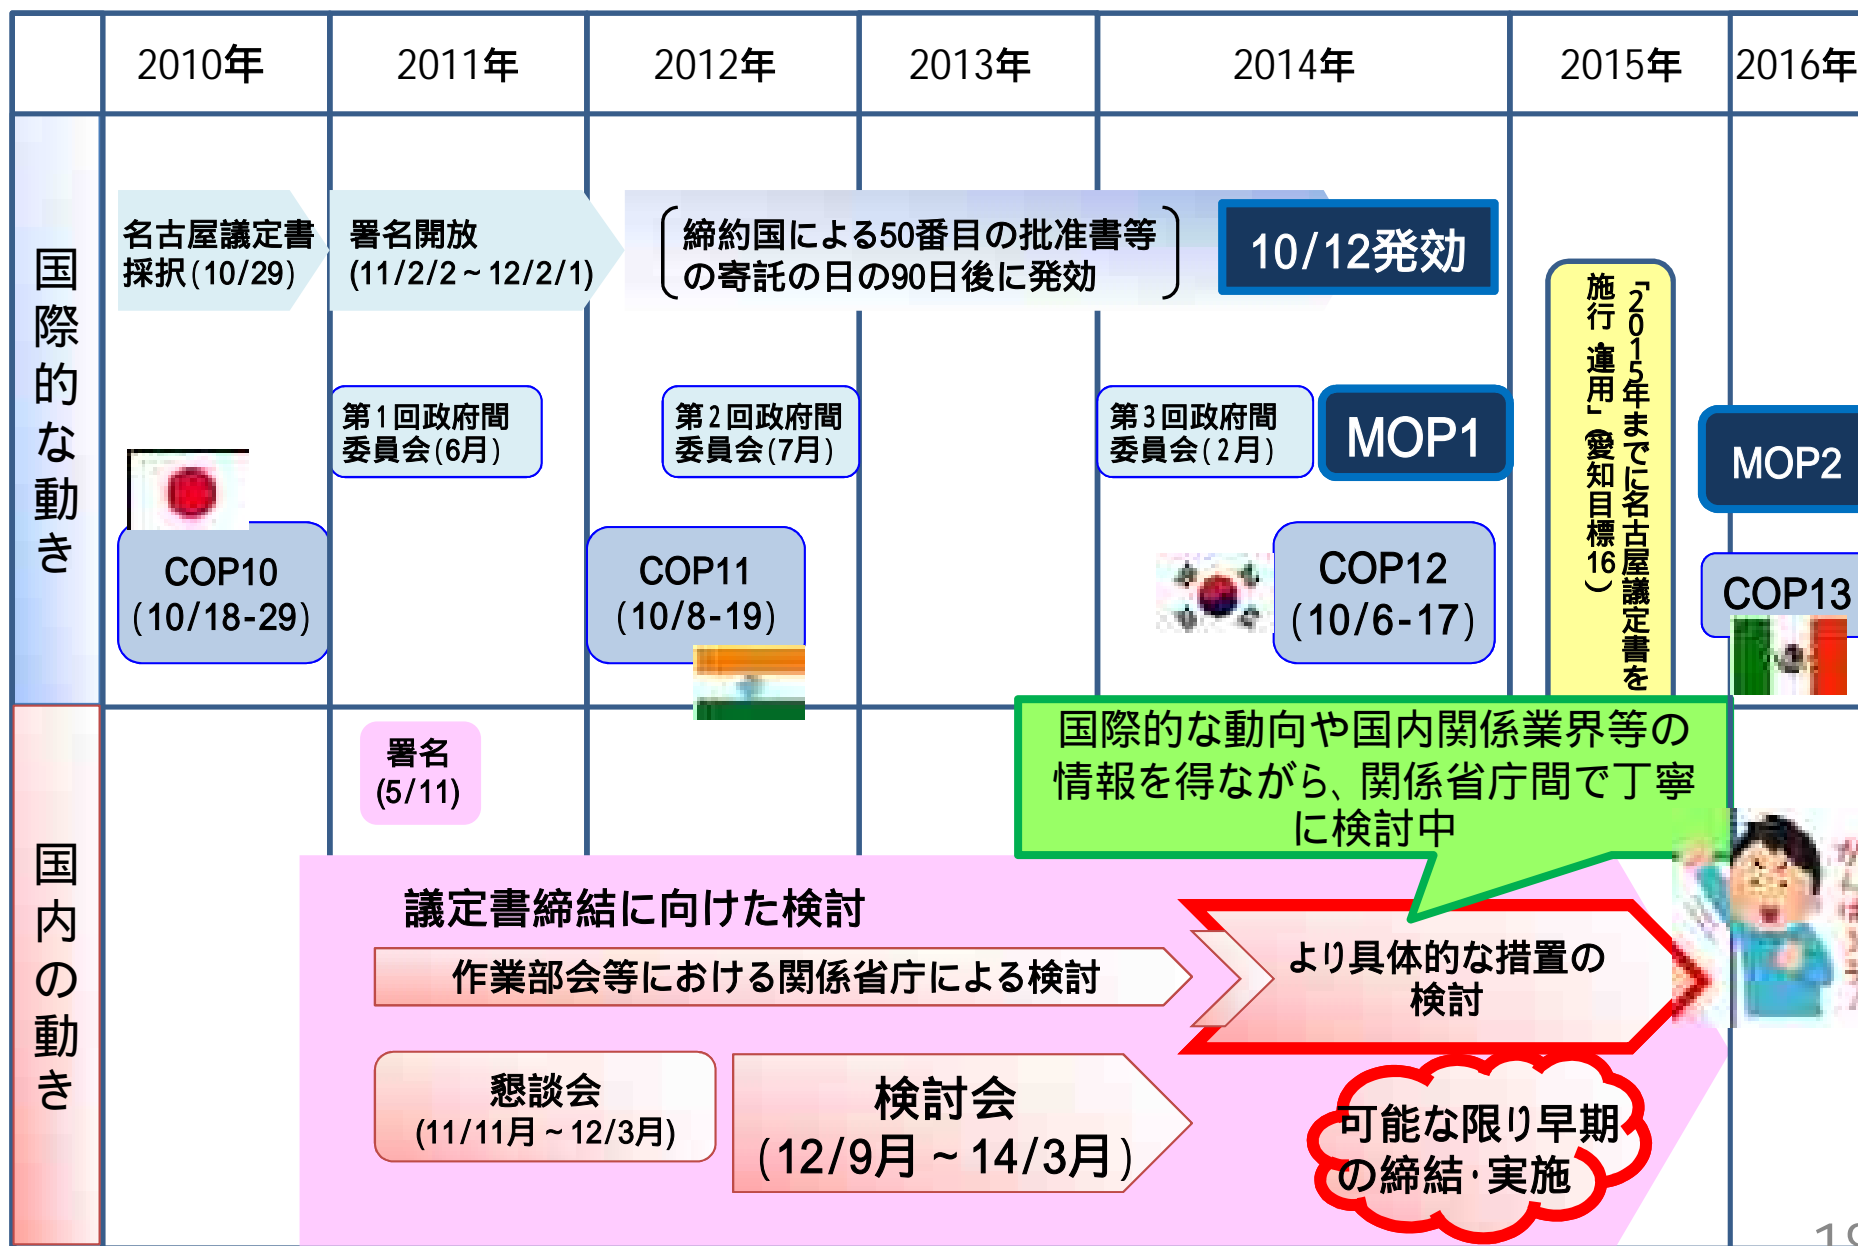 2010年
2011年
2012年
2013年
2014年
2015年
2016年
国際的な動き
名古屋議定書
採択(10/29)
署名開放
(11/2/2～12/2/1)
締約国による50番目の批准書等
の寄託の日の90日後に発効
10/12発効
第1回政府間
委員会(6月)
第2回政府間
委員会(7月)
第3回政府間
委員会(2月)
MOP1
MOP2
「2015年までに名古屋議定書を
施行・運用」（愛知目標16）
COP10
(10/18-29)
COP11
(10/8-19)
COP12
(10/6-17)
COP13
国内の動き
署名
(5/11)
国際的な動向や国内関係業界等の
情報を得ながら、関係省庁間で丁寧
に検討中
議定書締結に向けた検討
作業部会等における関係省庁による検討
より具体的な措置の
検討
懇談会
(11/11月～12/3月)
検討会
(12/9月～14/3月)
可能な限り早期
の締結・実施